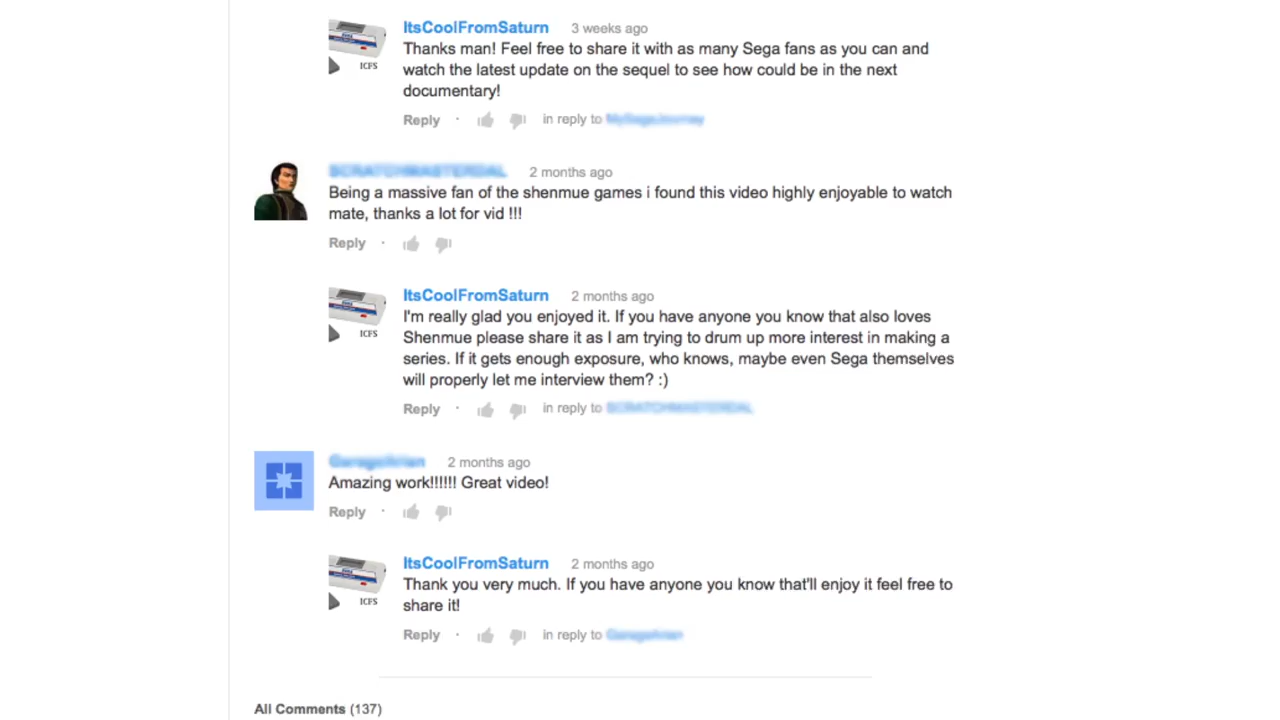 ItsCoolFromSaturn 3 weeks ago
Thanks man! Feel free to share it with as many Sega fans as you can and
watch the latest update on the sequel to see how could be in the next
documentary!
ICFS
Reply · in reply to
2 months ago
Being a massive fan of the shenmue games i found this video highly enjoyable to watch
mate, thanks a lot for vid !!!
Reply ·
ItsCoolFromSaturn 2 months ago
I'm really glad you enjoyed it. If you have anyone you know that also loves
Shenmue please share it as I am trying to drum up more interest in making a
series. If it gets enough exposure, who knows, maybe even Sega themselves
will properly let me interview them? :)
ICFS
Reply · in reply to
2 months ago
Amazing work!!!!!! Great video!
Reply ·
ItsCoolFromSaturn 2 months ago
Thank you very much. If you have anyone you know that'll enjoy it feel free to
share it!
ICFS
Reply · in reply to
All Comments (137)